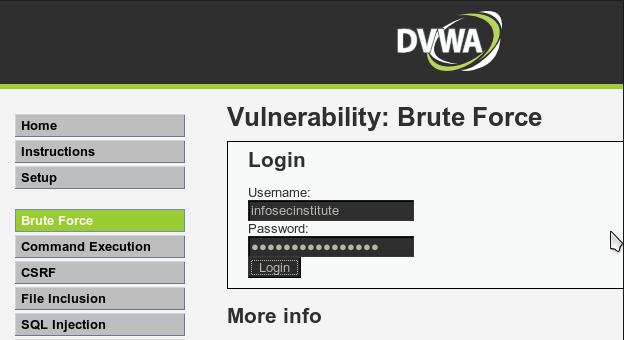 DVWA
Home
Instructions
Setup
Brute Force
Command Execution
CSRF
File Inclusion
SQL Injection
Vulnerability: Brute Force
Login
Username:
infosecinstitute
Password:
●●●●●●●●●●●●●●●●
Login
More info